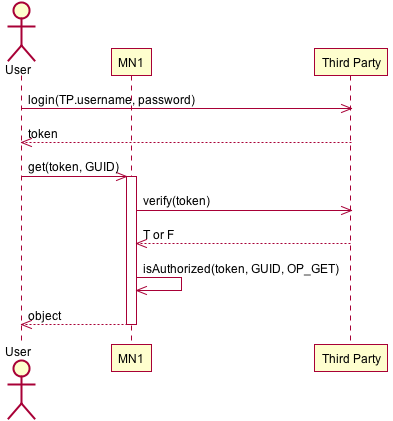 User
MN1
Third Party
login(TP.username, password)
token
get(token, GUID)
verify(token)
T or F
isAuthorized(token, GUID, OP_GET)
object
User
MN1
Third Party